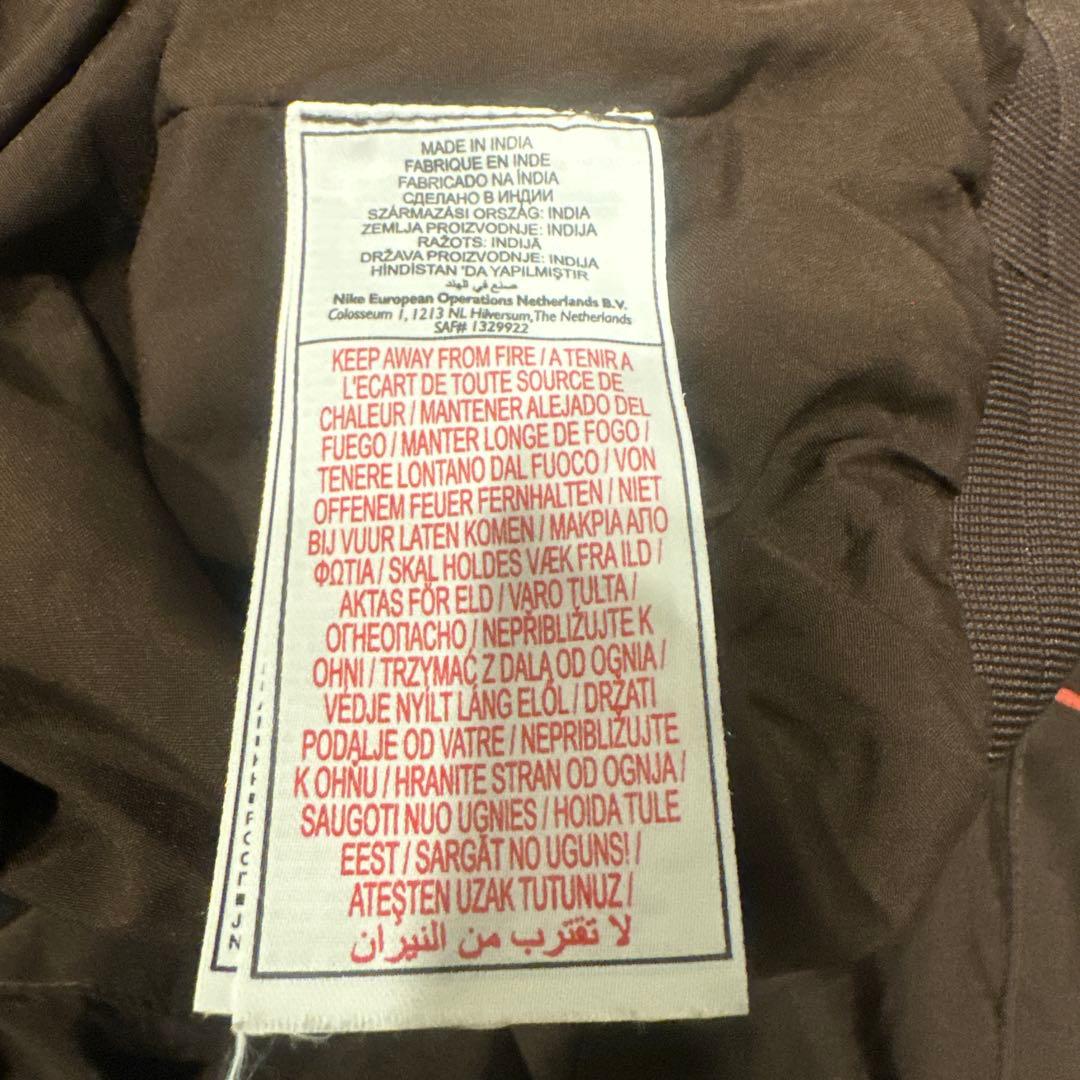 MADE IN INDIA
FABRIQUE EN INDE
FABRICADO NA ÍNDIA
СДЕЛАНО В ИНДИИ
SZÁRMAZÁSI ORSZÁG: INDIA
ZEMLJA PROIZVODNJE: INDIJA
RAŽOTS: INDIJĀ
DRŽAVA PROIZVODNJE: INDIJA
HİNDİSTAN 'DA YAPILMIŞTIR
صنع في الهند
Nike European Operations Netherlands B.V.
Colosseum 1, 1213 NL Hilversum, The Netherlands
SAF# 1329922
KEEP AWAY FROM FIRE / A TENIR A
L'ECART DE TOUTE SOURCE DE
CHALEUR / MANTENER ALEJADO DEL
FUEGO / MANTER LONGE DE FOGO /
TENERE LONTANO DAL FUOCO / VON
OFFENEM FEUER FERNHALTEN / NIET
BIJ VUUR LATEN KOMEN / ΜΑΚΡΙΑ ΑΠΟ
ΦΩΤΙΑ / SKAL HOLDES VÆK FRA ILD /
AKTAS FÖR ELD / VARO TULTA /
ОГНЕОПАСНО / NEPŘIBLIŽUJTE K
OHNI / TRZYMAĆ Z DALA OD OGNIA /
VÉDJE NYÍLT LÁNG ELŐL / DRŽATI
PODALJE OD VATRE / NEPRIBLIŽUJTE
K OHŇU / HRANITE STRAN OD OGNJA /
SAUGOTI NUO UGNIES / HOIDA TULE
EEST / SARGĀT NO UGUNS! /
ATEŞTEN UZAK TUTUNUZ /
لا تقترب من النيران